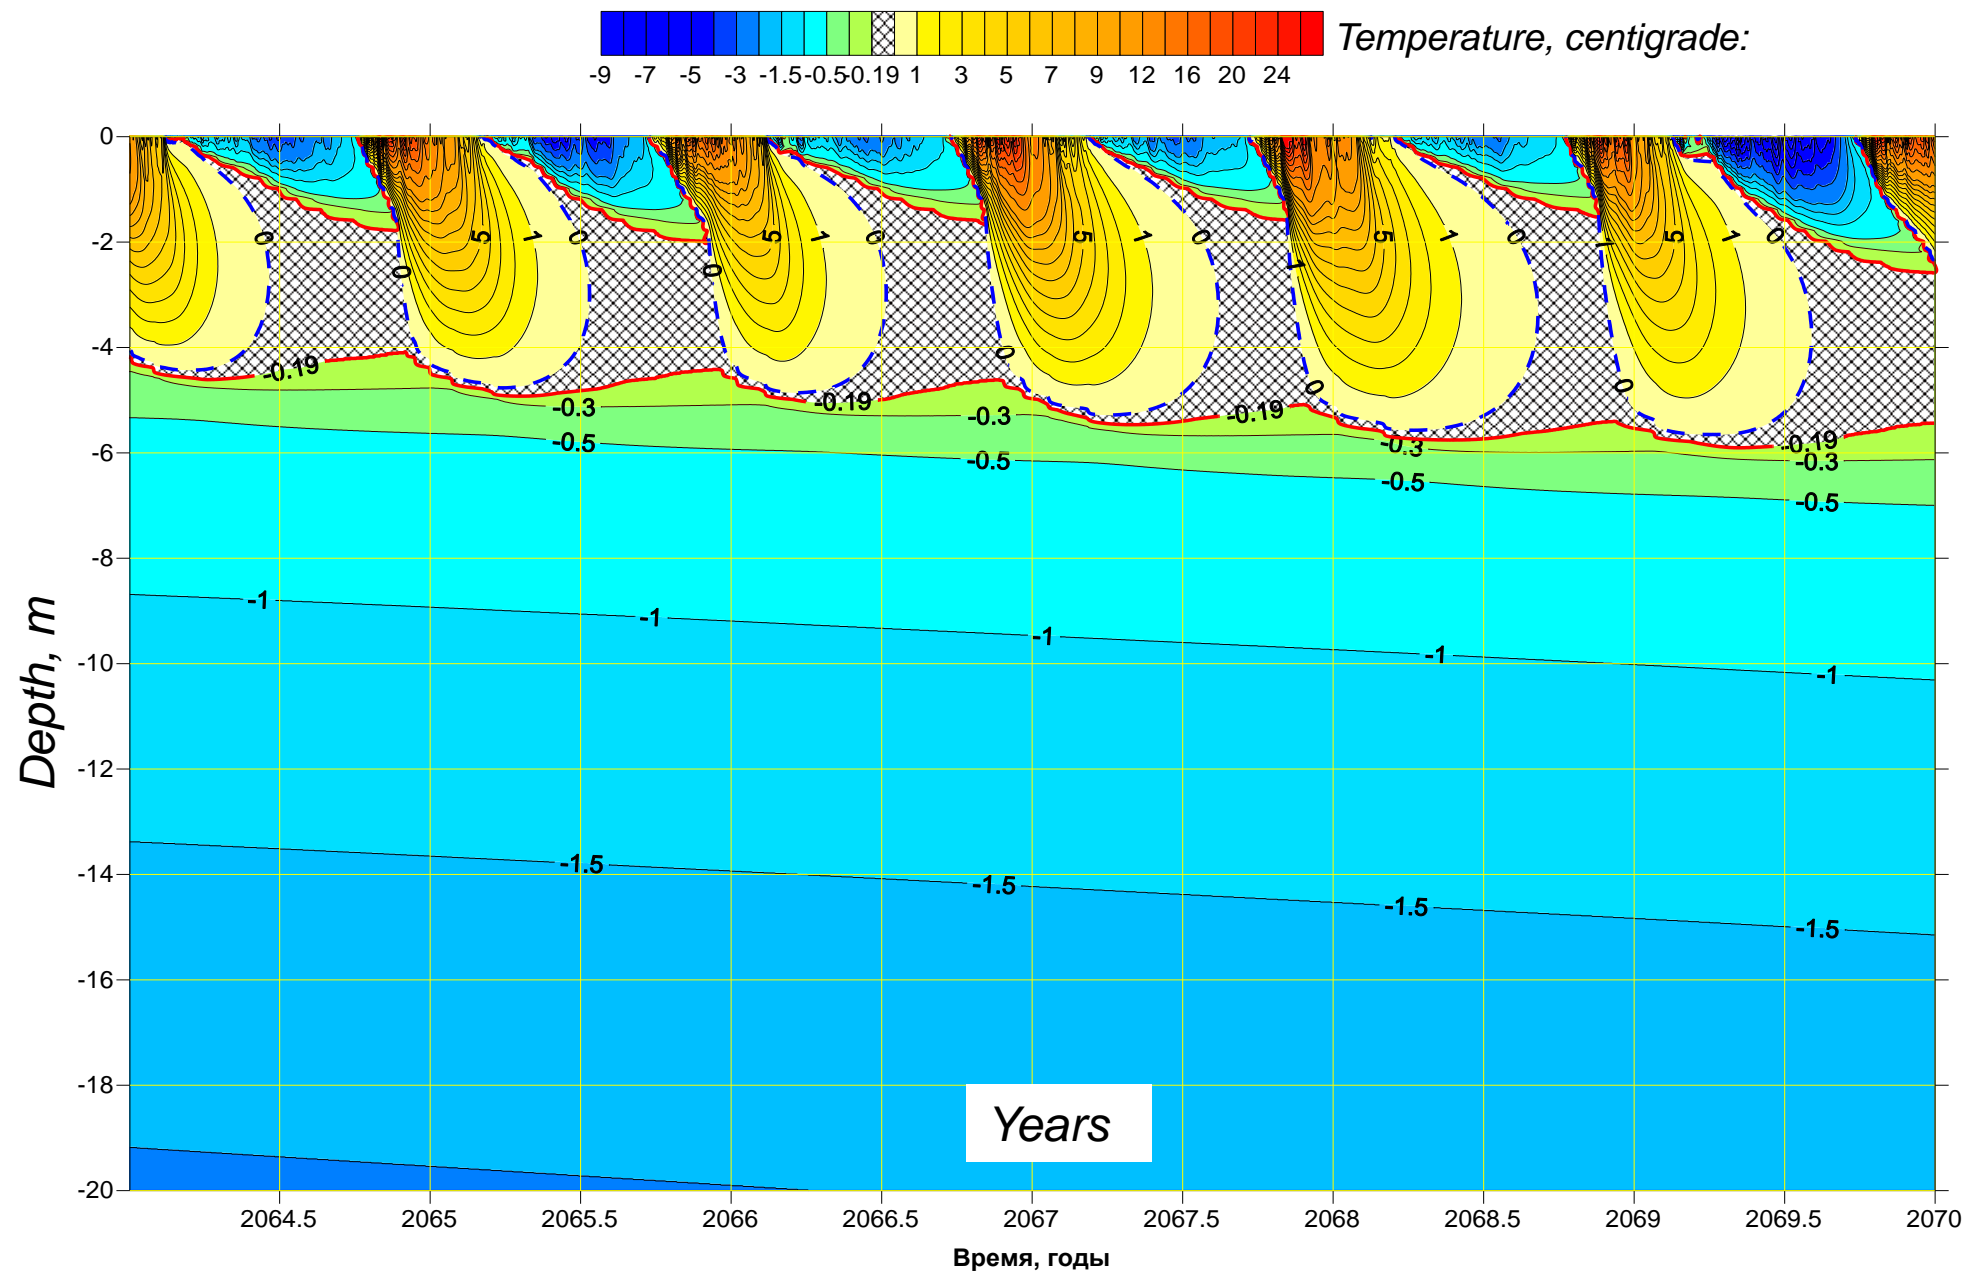 Temperature, centigrade:
-9 -7 -5 -3 -1.5 -0.5 -0.19 1 3 5 7 9 12 16 20 24
0
0 5 1 0 5 1 0 5 1 0 5 1 0 5 1 0
-2
0 0 1 1
-4
0 0 0
-0.19 -0.19 -0.19 -0.19
-0.3 -0.3 -0.3 -0.3
-0.5 -0.5 -0.5 -0.5
-6
-8
-1 -1 -1 -1 -1
Depth, m
-10
-12
-14
-1.5 -1.5 -1.5 -1.5
-16
-18
Years
-20
2064.5 2065 2065.5 2066 2066.5 2067 2067.5 2068 2068.5 2069 2069.5 2070
Время, годы